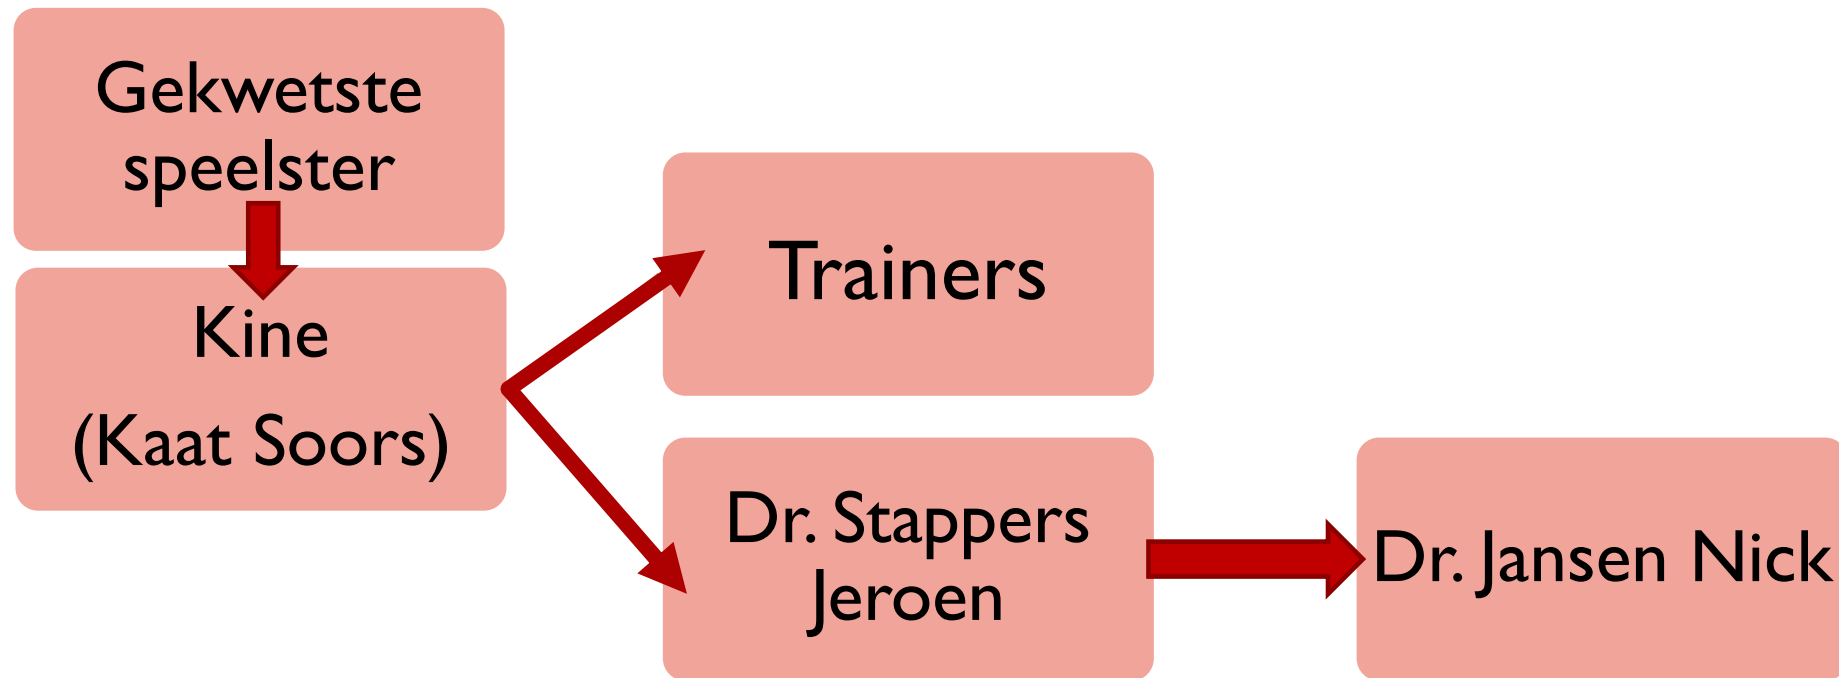 Gekwetste
speelster
Kine
(Kaat Soors)
Trainers
Dr. Stappers
Jeroen
Dr. Jansen Nick